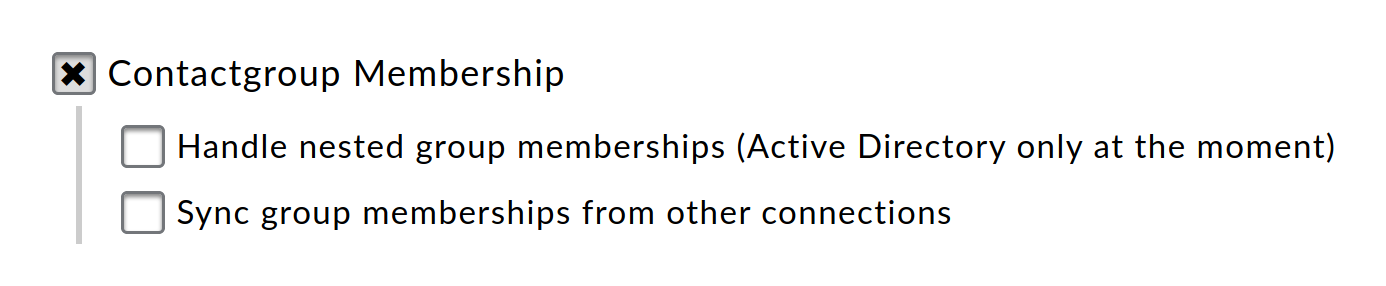 Contactgroup Membership
Handle nested group memberships (Active Directory only at the moment)
Sync group memberships from other connections